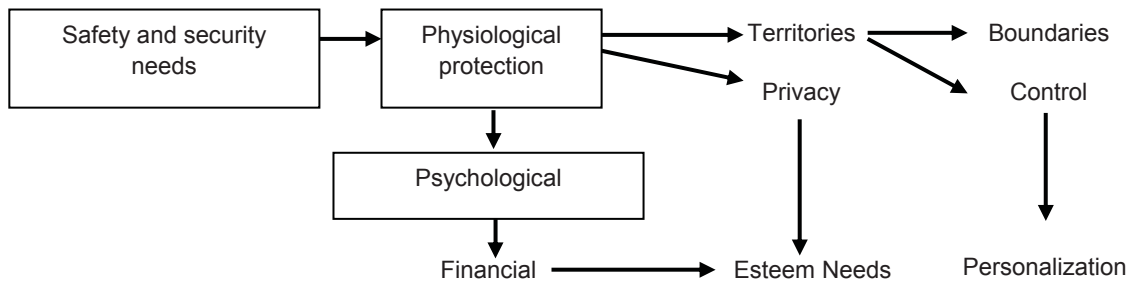 Safety and security
needs
Physiological
protection
Territories
Boundaries
Privacy
Control
Psychological
Financial
Esteem Needs
Personalization